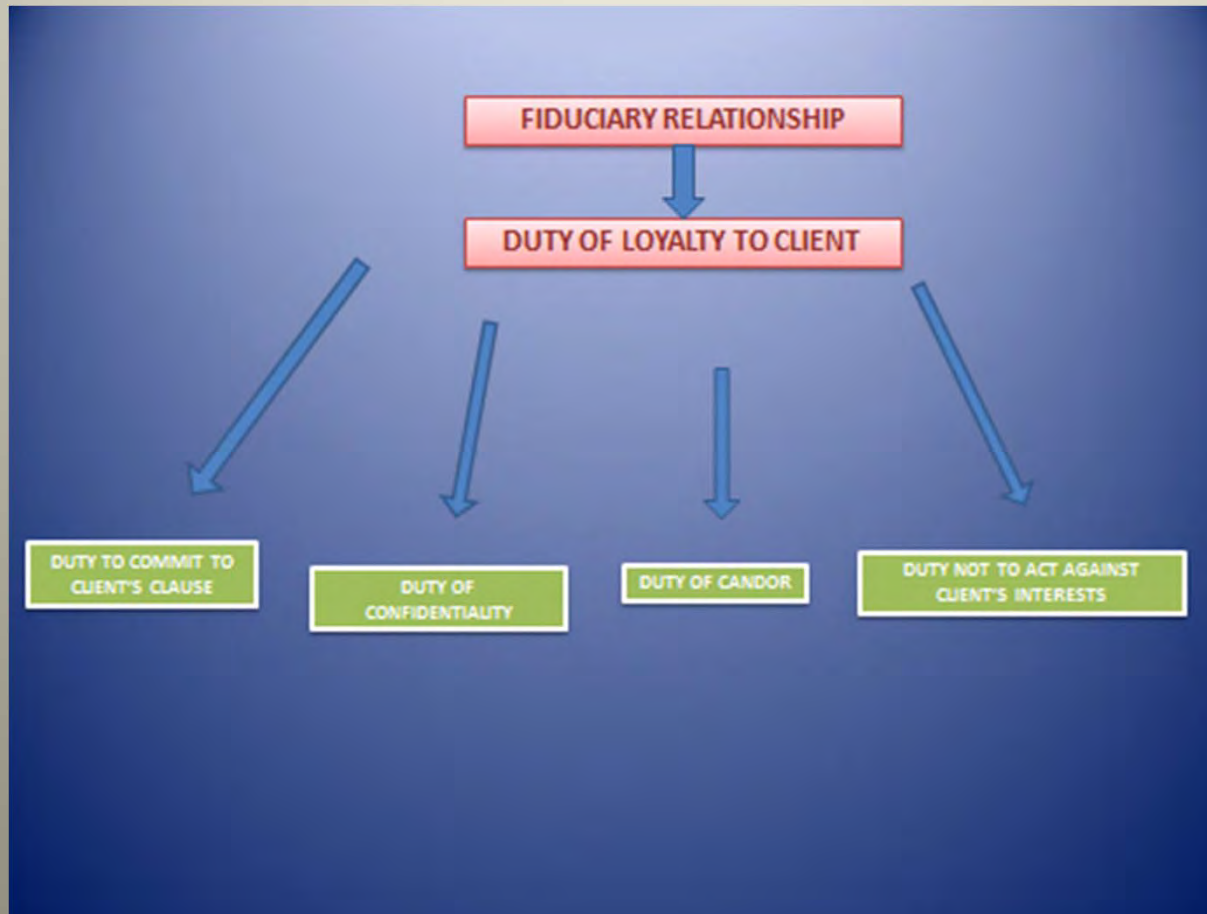 FIDUCIARY RELATIONSHIP
DUTY OF LOYALTY TO CLIENT
DUTY TO COMMIT TO
CLIENT'S CLAUSE
DUTY OF
CONFIDENTIALITY
DUTY OF CANDOR
DUTY NOT TO ACT AGAINST
CLIENT'S INTERESTS